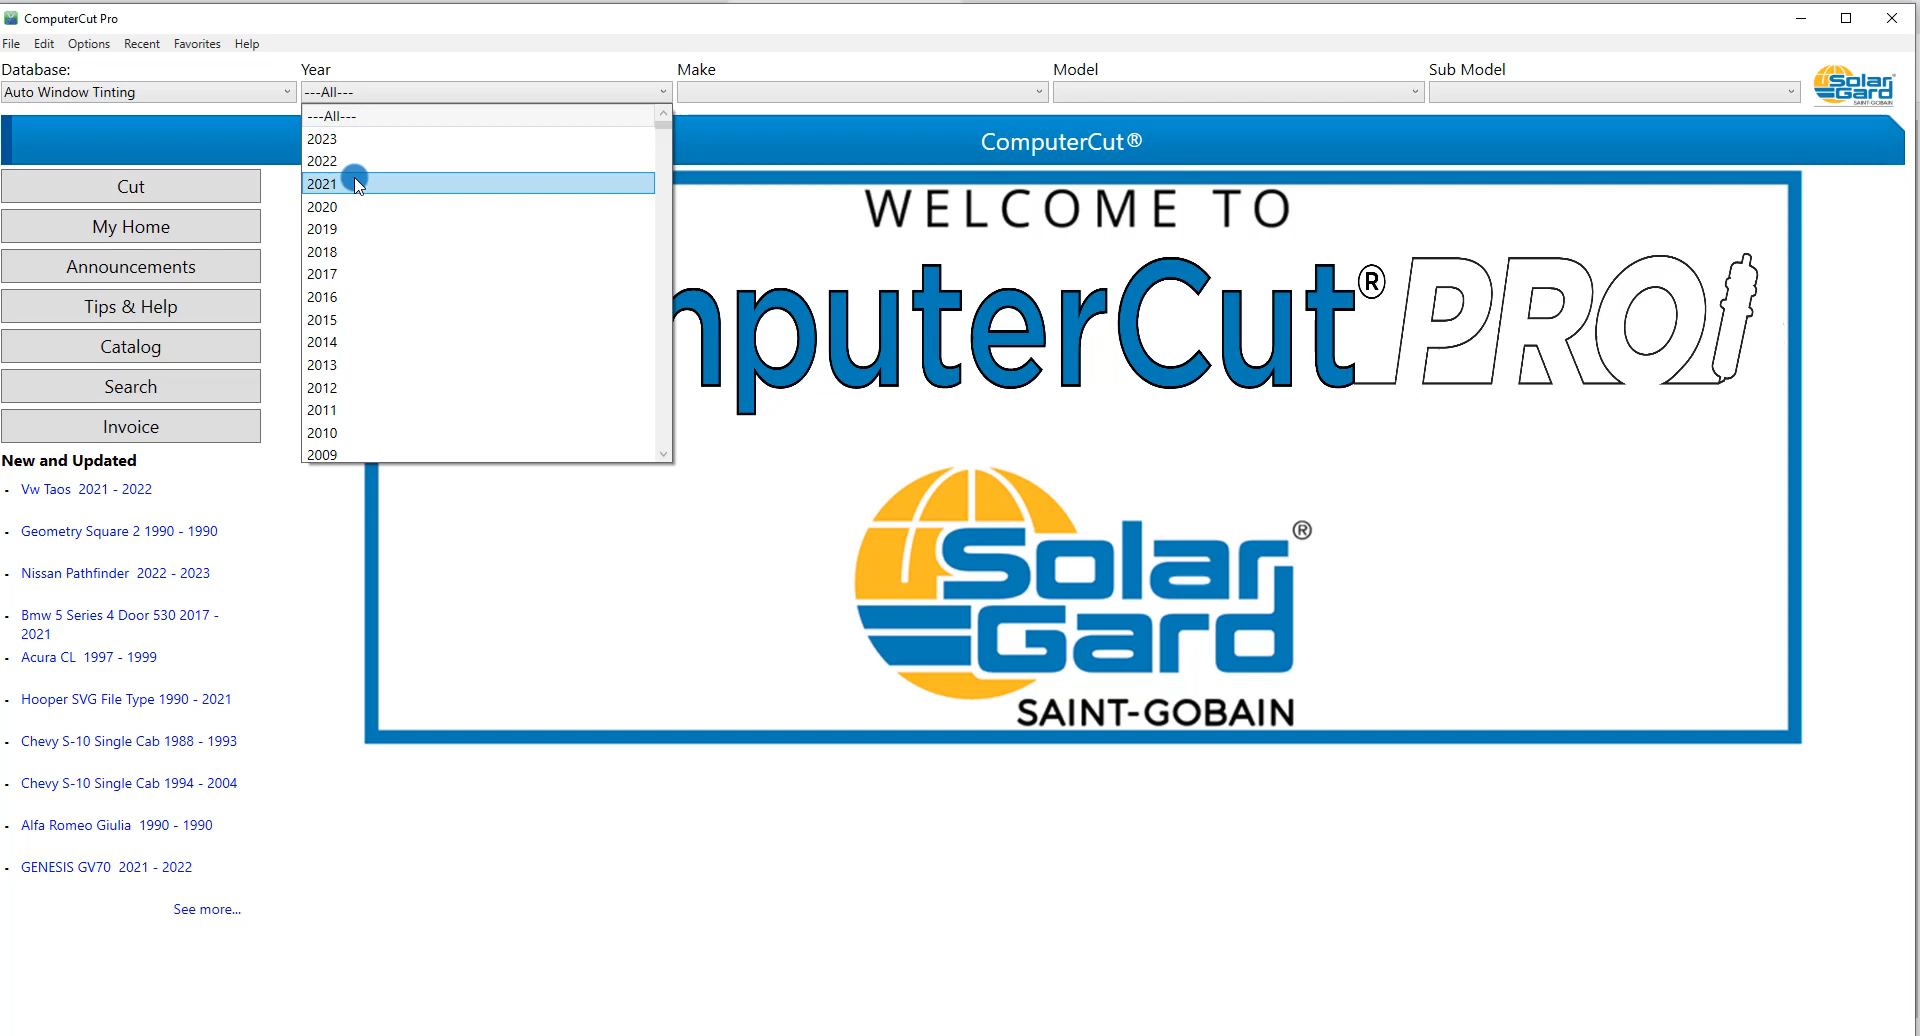 ComputerCut Pro
File Edit Options Recent Favorites Help
Database: Year Make Model Sub Model
Auto Window Tinting ---All---
Solar Gard
SAINT-GOBAIN
---All---
2023
2022
2021
2020
2019
2018
2017
2016
2015
2014
2013
2012
2011
2010
2009
ComputerCut®
Cut
My Home
Announcements
Tips & Help
Catalog
Search
Invoice
New and Updated
- Vw Taos 2021 - 2022
- Geometry Square 2 1990 - 1990
- Nissan Pathfinder 2022 - 2023
- Bmw 5 Series 4 Door 530 2017 -
2021
- Acura CL 1997 - 1999
- Hooper SVG File Type 1990 - 2021
- Chevy S-10 Single Cab 1988 - 1993
- Chevy S-10 Single Cab 1994 - 2004
- Alfa Romeo Giulia 1990 - 1990
- GENESIS GV70 2021 - 2022
See more...
WELCOME TO
mputerCut® PRO
Solar®
Gard
SAINT-GOBAIN